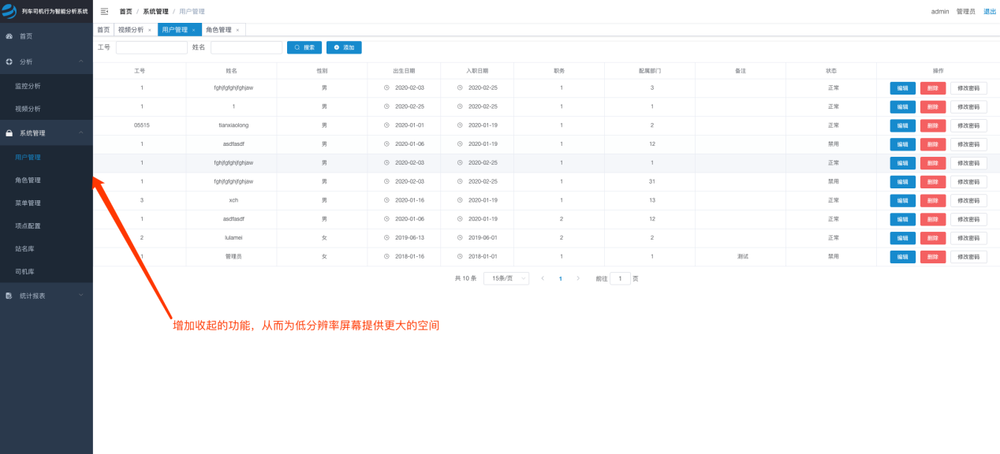 列车司机行为智能分析系统
首页 / 系统管理 / 用户管理
admin 管理员 退出
首页 视频分析 × 用户管理 × 角色管理 ×
首页
分析
监控分析
视频分析
系统管理
用户管理
角色管理
菜单管理
项点配置
站名库
司机库
统计报表
工号 姓名 搜索 添加
工号 姓名 性别 出生日期 入职日期 职务 配属部门 备注 状态 操作
1 fghjfgfghjfghjaw 男 2020-02-03 2020-02-25 1 3 正常 编辑 删除 修改密码
1 1 男 2020-02-25 2020-02-25 1 1 正常 编辑 删除 修改密码
05515 tianxiaolong 男 2020-01-01 2020-01-19 1 2 正常 编辑 删除 修改密码
1 asdfasdf 男 2020-01-06 2020-01-19 1 12 禁用 编辑 删除 修改密码
1 fghjfgfghjfghjaw 男 2020-02-03 2020-02-25 1 1 正常 编辑 删除 修改密码
1 fghjfgfghjfghjaw 男 2020-02-03 2020-02-25 1 31 禁用 编辑 删除 修改密码
3 xch 男 2020-01-16 2020-01-19 1 13 正常 编辑 删除 修改密码
1 asdfasdf 男 2020-01-06 2020-01-19 2 12 正常 编辑 删除 修改密码
2 lulamei 女 2019-06-13 2019-06-01 2 2 正常 编辑 删除 修改密码
1 管理员 女 2018-01-16 2018-01-01 1 1 测试 禁用 编辑 删除 修改密码
共 10 条 15条/页 1 前往 1 页
增加收起的功能，从而为低分辨率屏幕提供更大的空间